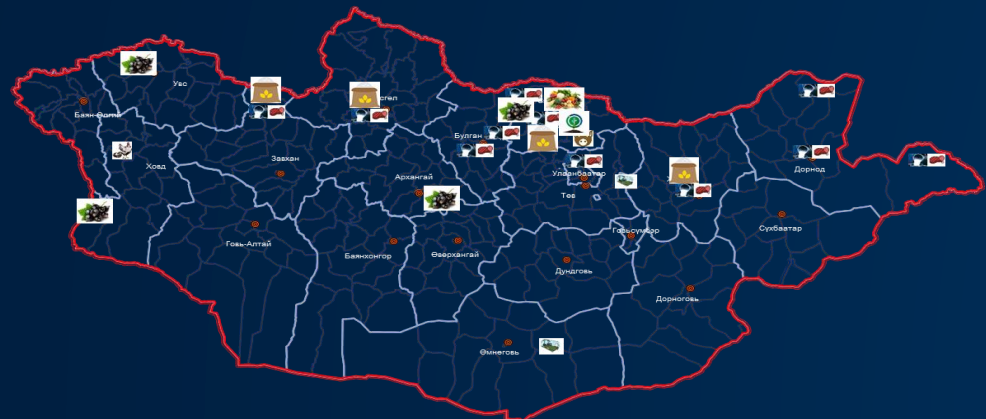 Увс
Баян-Өлгий
Ховд
Завхан
Булган
Архангай
Улаанбаатар
Төв
Дорнод
Говь-Алтай
Баянхонгор
Өвөрхангай
Говьсүмбэр
Сүхбаатар
Дундговь
Дорноговь
Өмнөговь